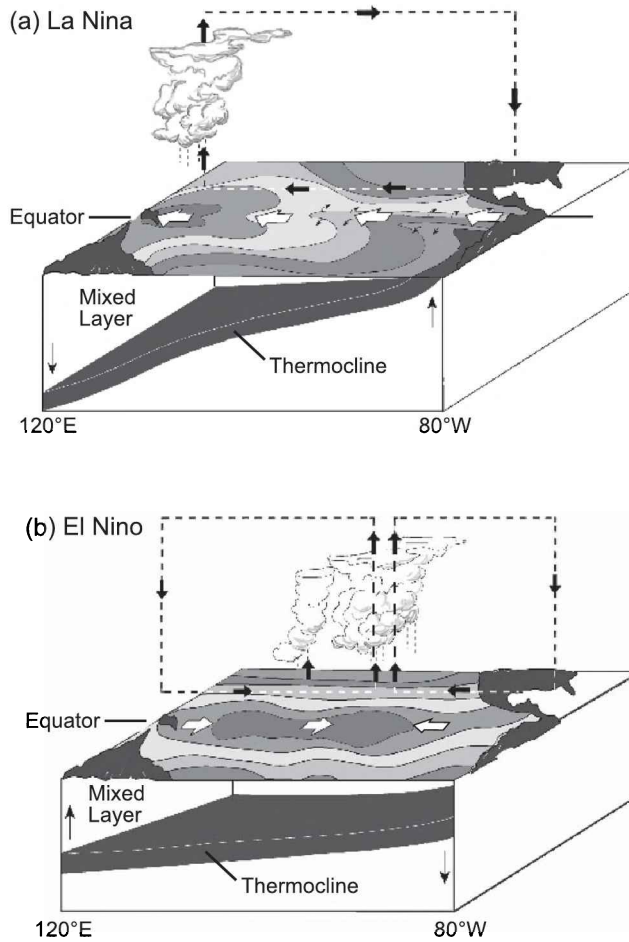 (a) La Nina
Equator
Mixed
Layer
Thermocline
120°E
80°W
(b) El Nino
Equator
Mixed
Layer
Thermocline
120°E
80°W